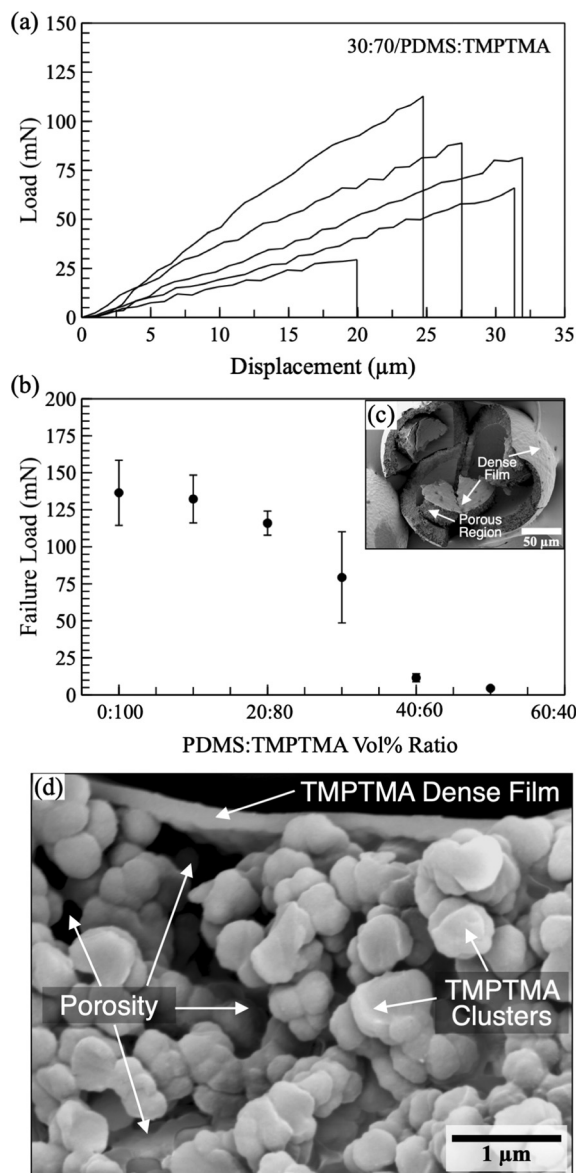 (a)
30:70/PDMS:TMPTMA
Load (mN)
150
125
100
75
50
25
0
0 5 10 15 20 25 30 35
Displacement (µm)
(b)
Failure Load (mN)
200
175
150
125
100
75
50
25
0
0:100 20:80 40:60 60:40
PDMS:TMPTMA Vol% Ratio
(c)
Dense
Film
Porous
Region
50 µm
(d)
TMPTMA Dense Film
Porosity
TMPTMA
Clusters
1 µm